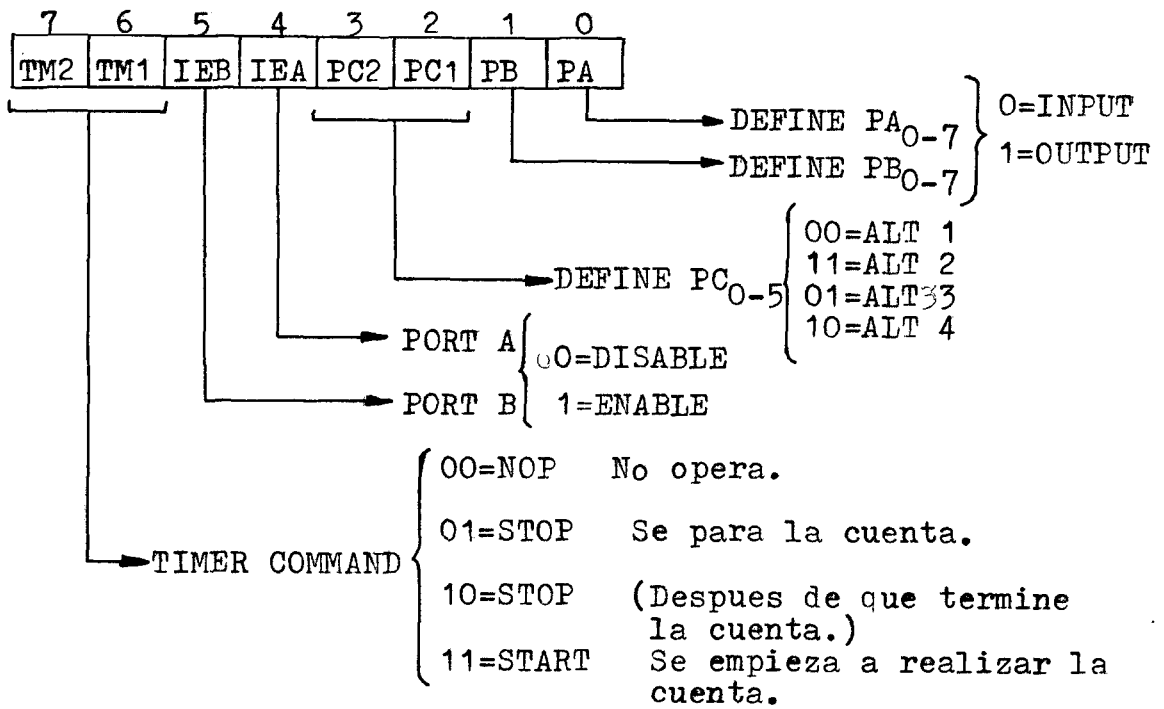 7 6 5 4 3 2 1 0
TM2 TM1 IEB IEA PC2 PC1 PB PA
DEFINE PA0-7
DEFINE PB0-7
0=INPUT
1=OUTPUT
DEFINE PC0-5
00=ALT 1
11=ALT 2
01=ALT 3
10=ALT 4
PORT A
PORT B
0=DISABLE
1=ENABLE
TIMER COMMAND
00=NOP No opera.
01=STOP Se para la cuenta.
10=STOP (Despues de que termine
la cuenta.)
11=START Se empieza a realizar la
cuenta.